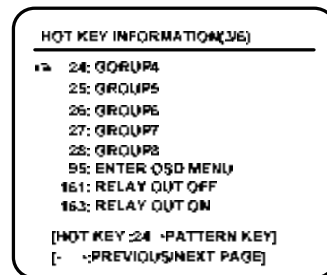 HOT KEY INFORMATION(3/6)
24: GORUP4
25: GROUP5
26: GROUP6
27: GROUP7
28: GROUP8
95: ENTER OSD MENU
161: RELAY OUT OFF
163: RELAY OUT ON
[HOT KEY :24 -PATTERN KEY]
[- -:PREVIOUS/NEXT PAGE]